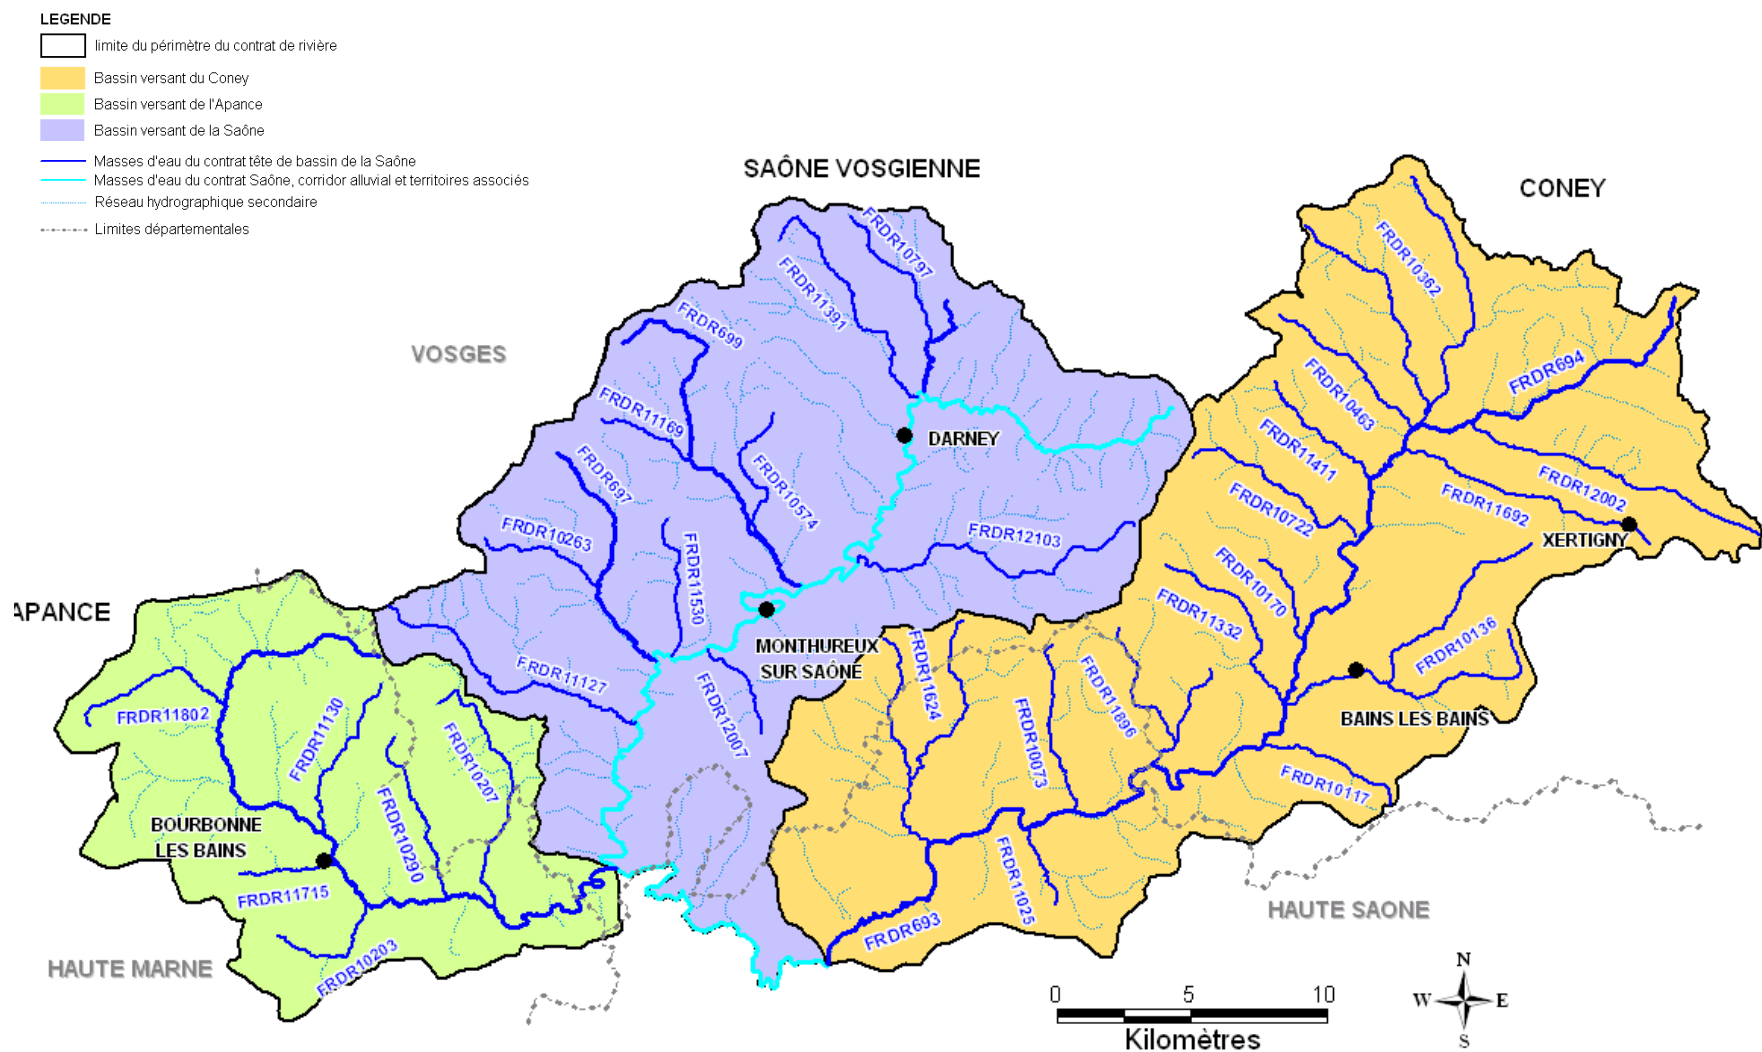 LEGENDE
limite du périmètre du contrat de rivière
Bassin versant du Coney
Bassin versant de l'Apance
Bassin versant de la Saône
Masses d'eau du contrat tête de bassin de la Saône
Masses d'eau du contrat Saône, corridor alluvial et territoires associés
Réseau hydrographique secondaire
Limites départementales
SAÔNE VOSGIENNE
CONEY
VOSGES
APANCE
HAUTE MARNE
HAUTE SAONE
FRDR10797
FRDR11391
FRDR699
FRDR11169
FRDR697
FRDR10574
FRDR10263
FRDR11530
FRDR12103
FRDR11127
FRDR12007
DARNEY
MONTHUREUX
SUR SAÔNE
FRDR10362
FRDR694
FRDR10463
FRDR11411
FRDR10722
FRDR12002
FRDR11692
XERTIGNY
FRDR10170
FRDR11332
FRDR10136
BAINS LES BAINS
FRDR11624
FRDR10073
FRDR11896
FRDR10117
FRDR11025
FRDR693
FRDR11802
FRDR11130
FRDR10207
FRDR10290
BOURBONNE
LES BAINS
FRDR11715
FRDR10203
0 5 10
Kilomètres
N
W E
S